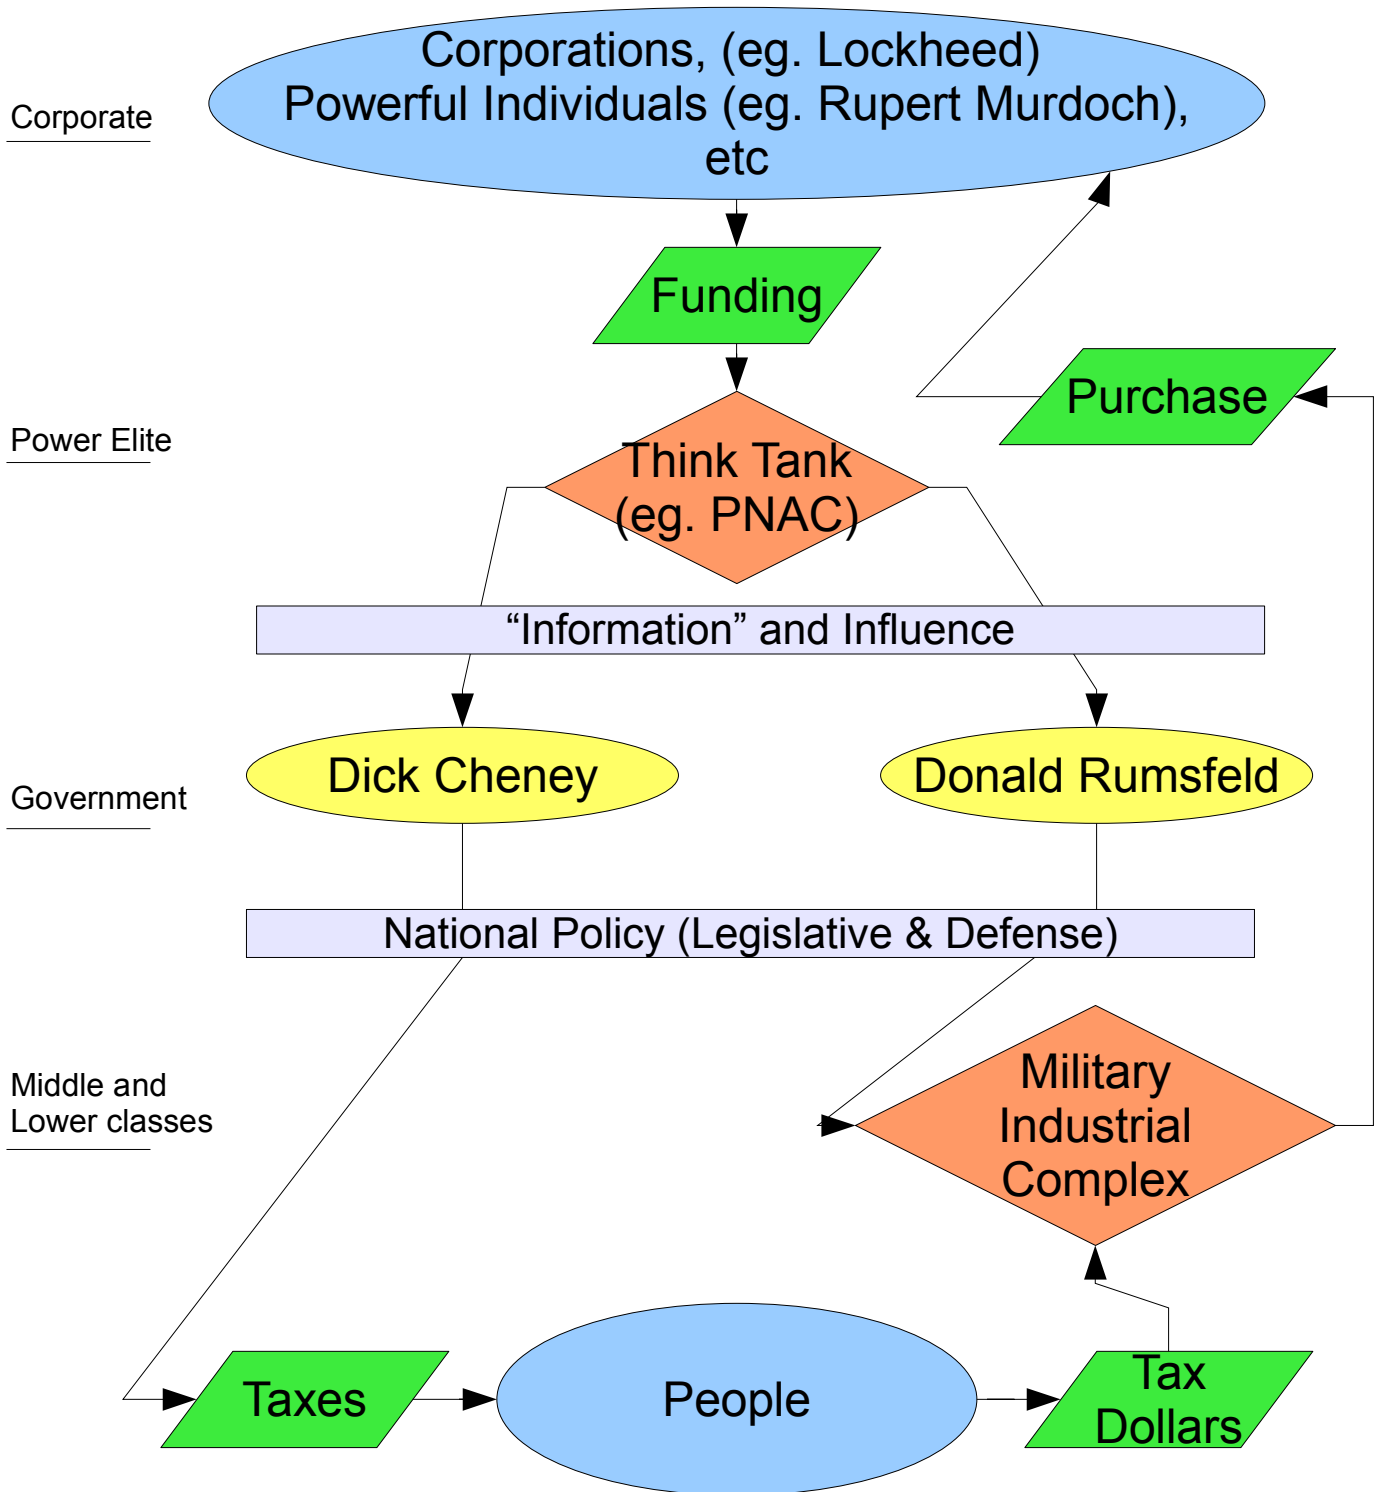 Corporations, (eg. Lockheed)
Powerful Individuals (eg. Rupert Murdoch),
etc
Corporate
Funding
Purchase
Power Elite
Think Tank
(eg. PNAC)
“Information” and Influence
Dick Cheney
Donald Rumsfeld
Government
National Policy (Legislative & Defense)
Middle and
Lower classes
Military
Industrial
Complex
Taxes
People
Tax
Dollars